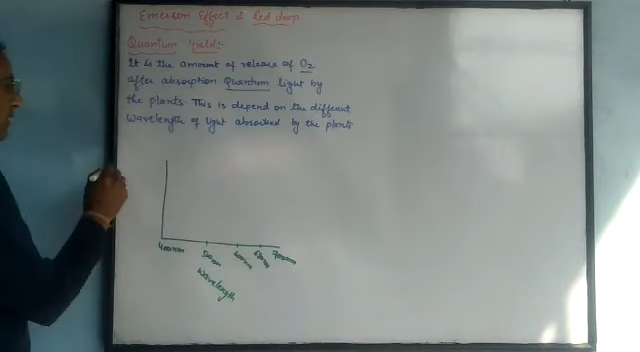 Emerson Effect & Red drop
Quantum Yield:-
It is the amount of release of O2
after absorption Quantum light by
the plants. This is depend on the different
wavelength of light absorbed by the plants
400nm 500nm 600nm 680nm 700nm
wavelength